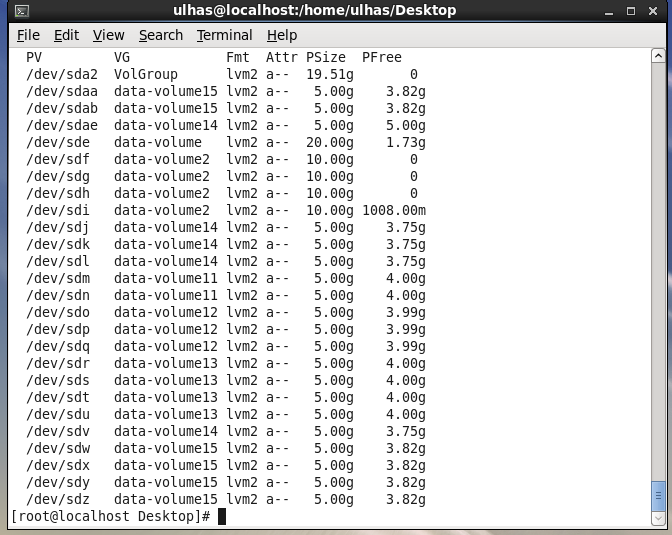 ulhas@localhost:/home/ulhas/Desktop
File Edit View Search Terminal Help
PV VG Fmt Attr PSize PFree
/dev/sda2 VolGroup lvm2 a-- 19.51g 0
/dev/sdaa data-volume15 lvm2 a-- 5.00g 3.82g
/dev/sdab data-volume15 lvm2 a-- 5.00g 3.82g
/dev/sdae data-volume14 lvm2 a-- 5.00g 5.00g
/dev/sde data-volume lvm2 a-- 20.00g 1.73g
/dev/sdf data-volume2 lvm2 a-- 10.00g 0
/dev/sdg data-volume2 lvm2 a-- 10.00g 0
/dev/sdh data-volume2 lvm2 a-- 10.00g 0
/dev/sdi data-volume2 lvm2 a-- 10.00g 1008.00m
/dev/sdj data-volume14 lvm2 a-- 5.00g 3.75g
/dev/sdk data-volume14 lvm2 a-- 5.00g 3.75g
/dev/sdl data-volume14 lvm2 a-- 5.00g 3.75g
/dev/sdm data-volume11 lvm2 a-- 5.00g 4.00g
/dev/sdn data-volume11 lvm2 a-- 5.00g 4.00g
/dev/sdo data-volume12 lvm2 a-- 5.00g 3.99g
/dev/sdp data-volume12 lvm2 a-- 5.00g 3.99g
/dev/sdq data-volume12 lvm2 a-- 5.00g 3.99g
/dev/sdr data-volume13 lvm2 a-- 5.00g 4.00g
/dev/sds data-volume13 lvm2 a-- 5.00g 4.00g
/dev/sdt data-volume13 lvm2 a-- 5.00g 4.00g
/dev/sdu data-volume13 lvm2 a-- 5.00g 4.00g
/dev/sdv data-volume14 lvm2 a-- 5.00g 3.75g
/dev/sdw data-volume15 lvm2 a-- 5.00g 3.82g
/dev/sdx data-volume15 lvm2 a-- 5.00g 3.82g
/dev/sdy data-volume15 lvm2 a-- 5.00g 3.82g
/dev/sdz data-volume15 lvm2 a-- 5.00g 3.82g
[root@localhost Desktop]#